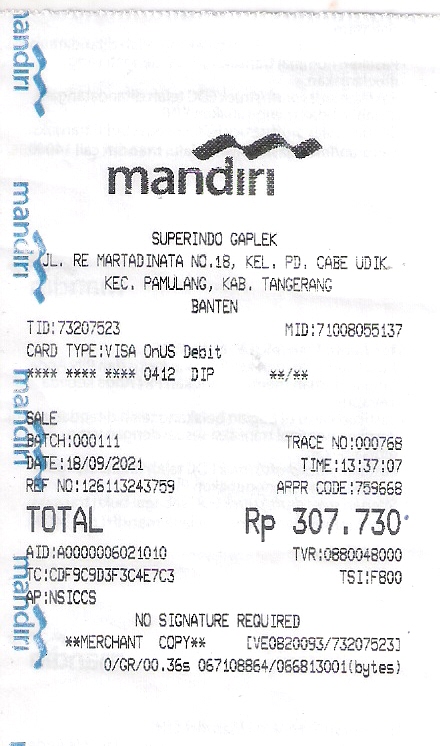 mandiri
SUPERINDO GAPLEK
JL. RE MARTADINATA NO.18, KEL. PD. CABE UDIK
KEC. PAMULANG, KAB. TANGERANG
BANTEN
TID:73207523 MID:71008055137
CARD TYPE:VISA OnUS Debit
**** **** **** 0412 DIP **/**
SALE
BATCH:000111 TRACE NO:000768
DATE:18/09/2021 TIME:13:37:07
REF NO:126113243759 APPR CODE:759668
TOTAL Rp 307.730
AID:A0000006021010 TVR:0880048000
TC:CDF9C9D3F3C4E7C3 TSI:F800
AP:NSICCS
NO SIGNATURE REQUIRED
**MERCHANT COPY** [VE0820093/73207523]
0/GR/00.36s 067108864/066813001(bytes)
mandiri
mandiri
mandiri
mandiri